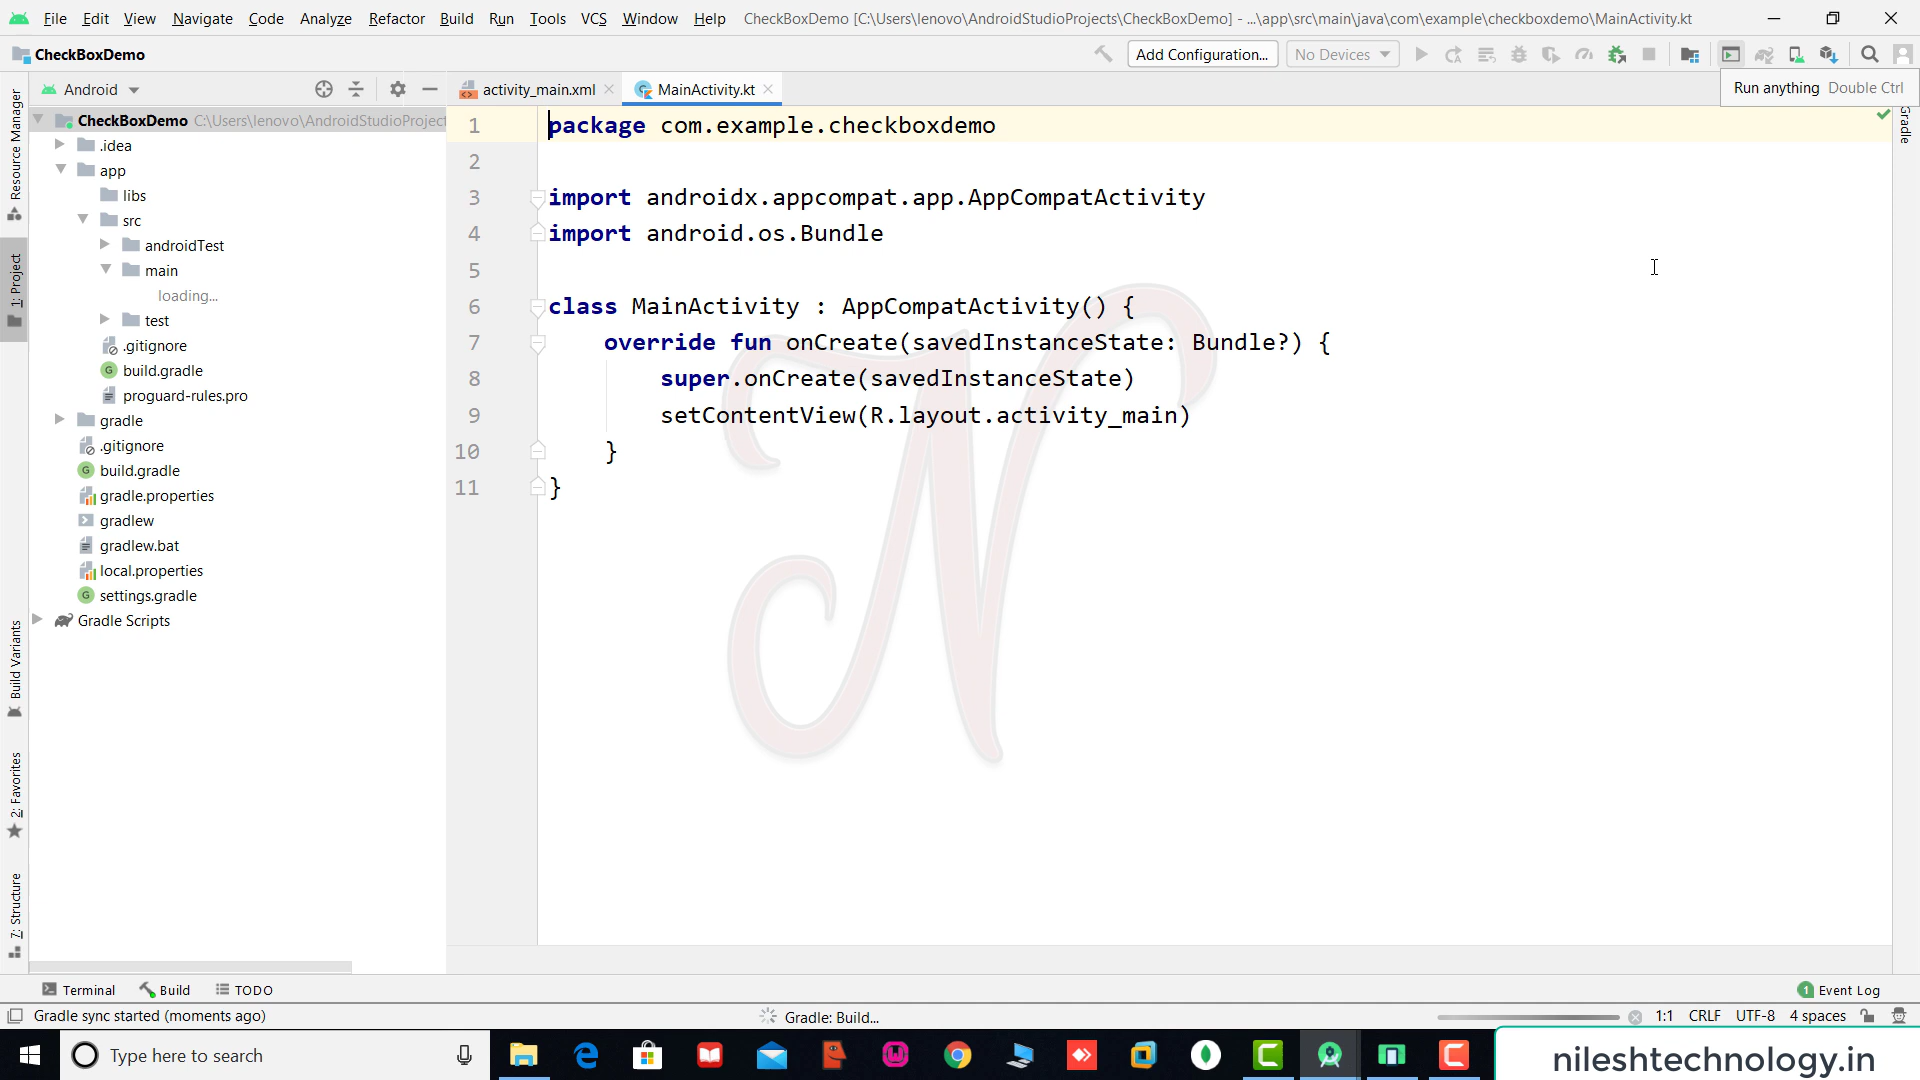 File Edit View Navigate Code Analyze Refactor Build Run Tools VCS Window Help CheckBoxDemo [C:\Users\lenovo\AndroidStudioProjects\CheckBoxDemo] - ...\app\src\main\java\com\example\checkboxdemo\MainActivity.kt
CheckBoxDemo
Add Configuration...
No Devices
Android
activity_main.xml
MainActivity.kt
Run anything Double Ctrl
Resource Manager
1: Project
Build Variants
2: Favorites
7: Structure
Gradle
CheckBoxDemo C:\Users\lenovo\AndroidStudioProject
.idea
app
libs
src
androidTest
main
loading...
test
.gitignore
build.gradle
proguard-rules.pro
gradle
.gitignore
build.gradle
gradle.properties
gradlew
gradlew.bat
local.properties
settings.gradle
Gradle Scripts
1 package com.example.checkboxdemo
2
3 import androidx.appcompat.app.AppCompatActivity
4 import android.os.Bundle
5
6 class MainActivity : AppCompatActivity() {
7 override fun onCreate(savedInstanceState: Bundle?) {
8 super.onCreate(savedInstanceState)
9 setContentView(R.layout.activity_main)
10 }
11 }
N
Terminal
Build
TODO
1 Event Log
Gradle sync started (moments ago)
Gradle: Build...
1:1 CRLF UTF-8 4 spaces
Type here to search
nileshtechnology.in